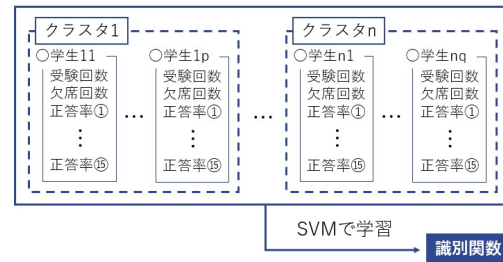 クラスタ1
クラスタn
○学生11
受験回数
欠席回数
正答率①
⋮
正答率⑮
…
○学生1p
受験回数
欠席回数
正答率①
⋮
正答率⑮
…
○学生n1
受験回数
欠席回数
正答率①
⋮
正答率⑮
…
○学生nq
受験回数
欠席回数
正答率①
⋮
正答率⑮
SVMで学習
識別関数